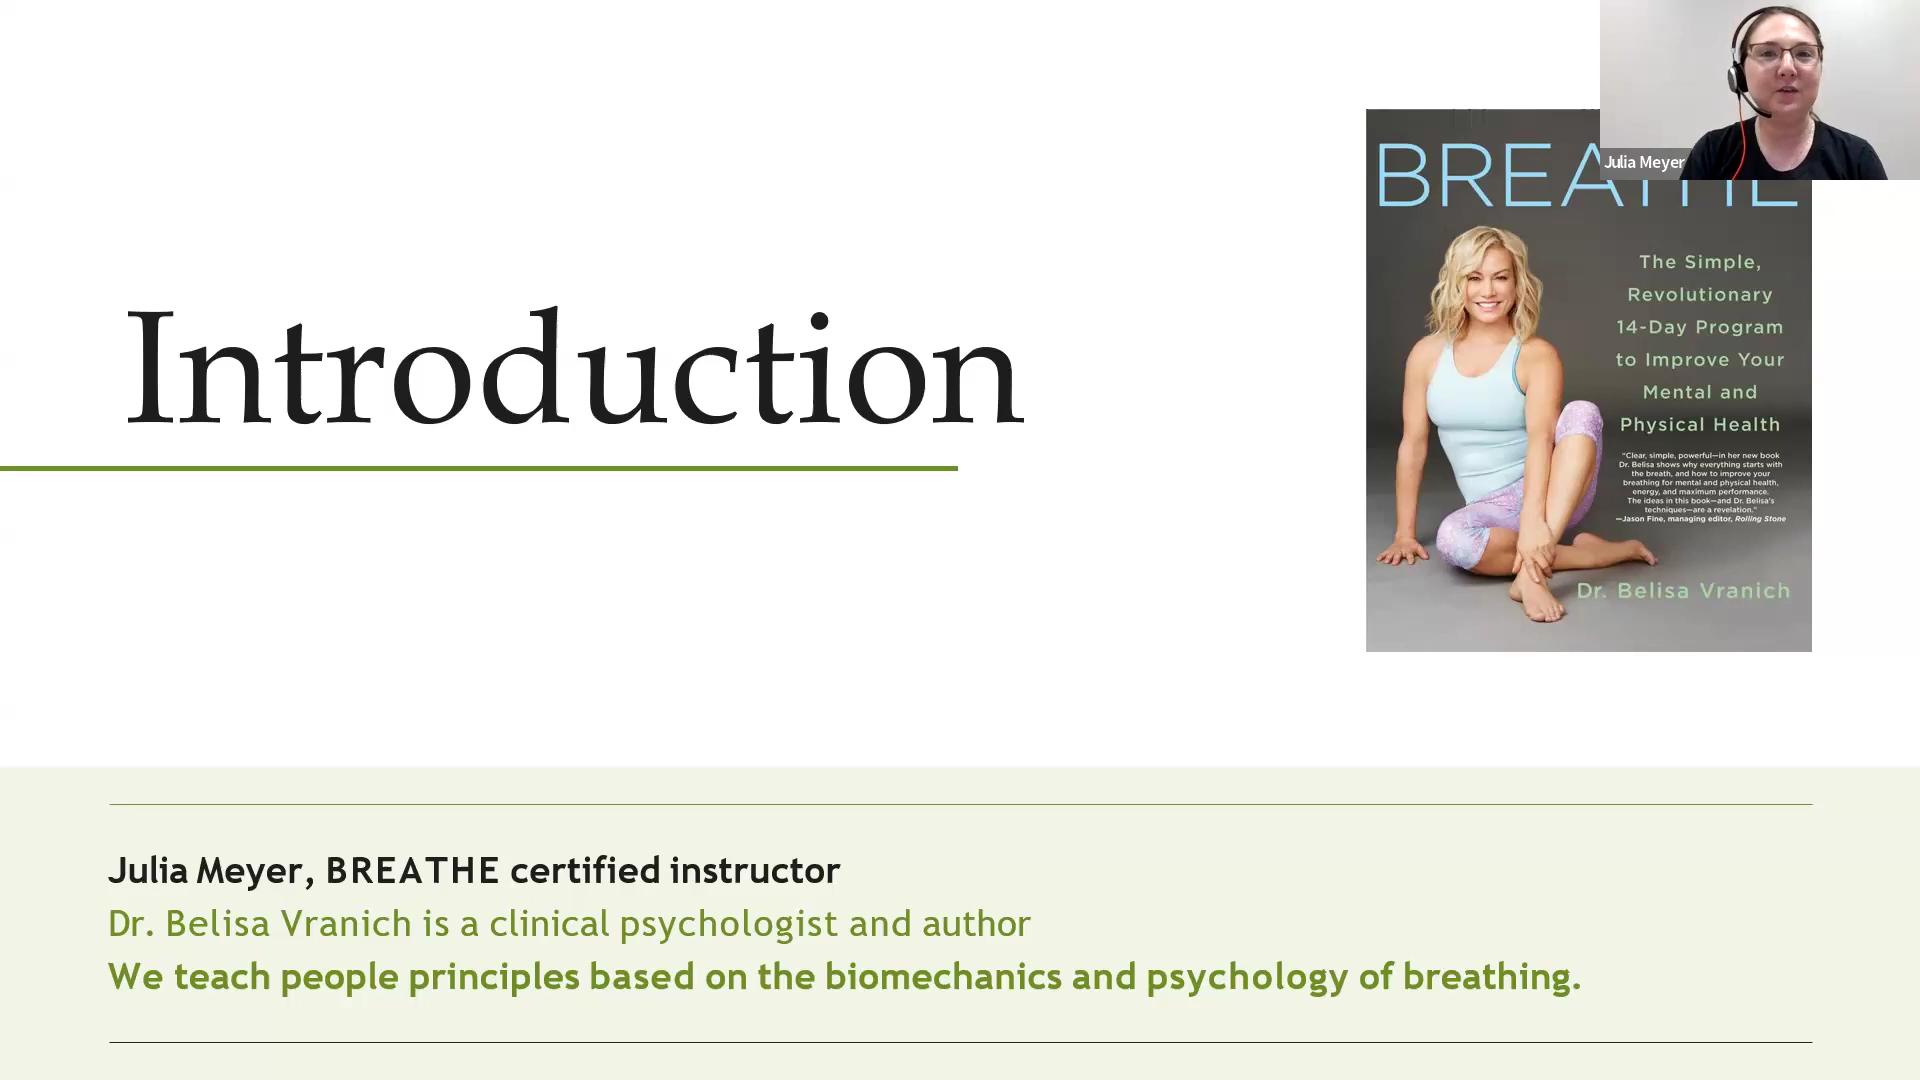 Julia Meyer
BREATHE
Introduction
The Simple,
Revolutionary
14-Day Program
to Improve Your
Mental and
Physical Health
"Clear, simple, powerful—in her new book
Dr. Belisa shows why everything starts with
the breath, and how to improve your
breathing for mental and physical health,
energy, and maximum performance.
The ideas in this book—and Dr. Belisa's
techniques—are a revelation."
—Jason Fine, managing editor, Rolling Stone
Dr. Belisa Vranich
Julia Meyer, BREATHE certified instructor
Dr. Belisa Vranich is a clinical psychologist and author
We teach people principles based on the biomechanics and psychology of breathing.